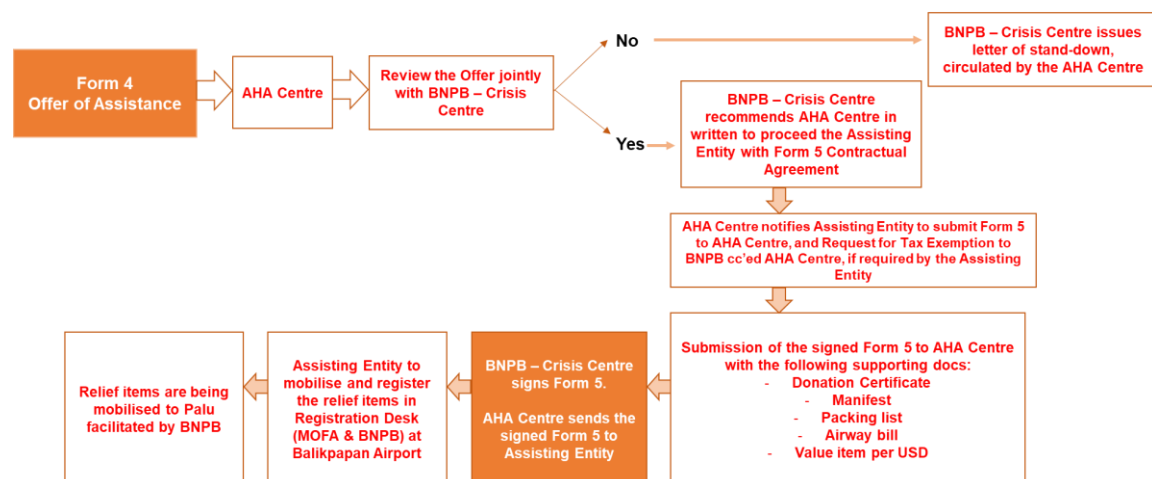 Form 4
Offer of Assistance
AHA Centre
Review the Offer jointly
with BNPB – Crisis
Centre
No
BNPB – Crisis Centre issues
letter of stand-down,
circulated by the AHA Centre
Yes
BNPB – Crisis Centre
recommends AHA Centre in
written to proceed the Assisting
Entity with Form 5 Contractual
Agreement
AHA Centre notifies Assisting Entity to submit Form 5
to AHA Centre, and Request for Tax Exemption to
BNPB cc’ed AHA Centre, if required by the Assisting
Entity
Submission of the signed Form 5 to AHA Centre
with the following supporting docs:
- Donation Certificate
- Manifest
- Packing list
- Airway bill
- Value item per USD
BNPB – Crisis Centre
signs Form 5.
AHA Centre sends the
signed Form 5 to
Assisting Entity
Assisting Entity to
mobilise and register
the relief items in
Registration Desk
(MOFA & BNPB) at
Balikpapan Airport
Relief items are being
mobilised to Palu
facilitated by BNPB